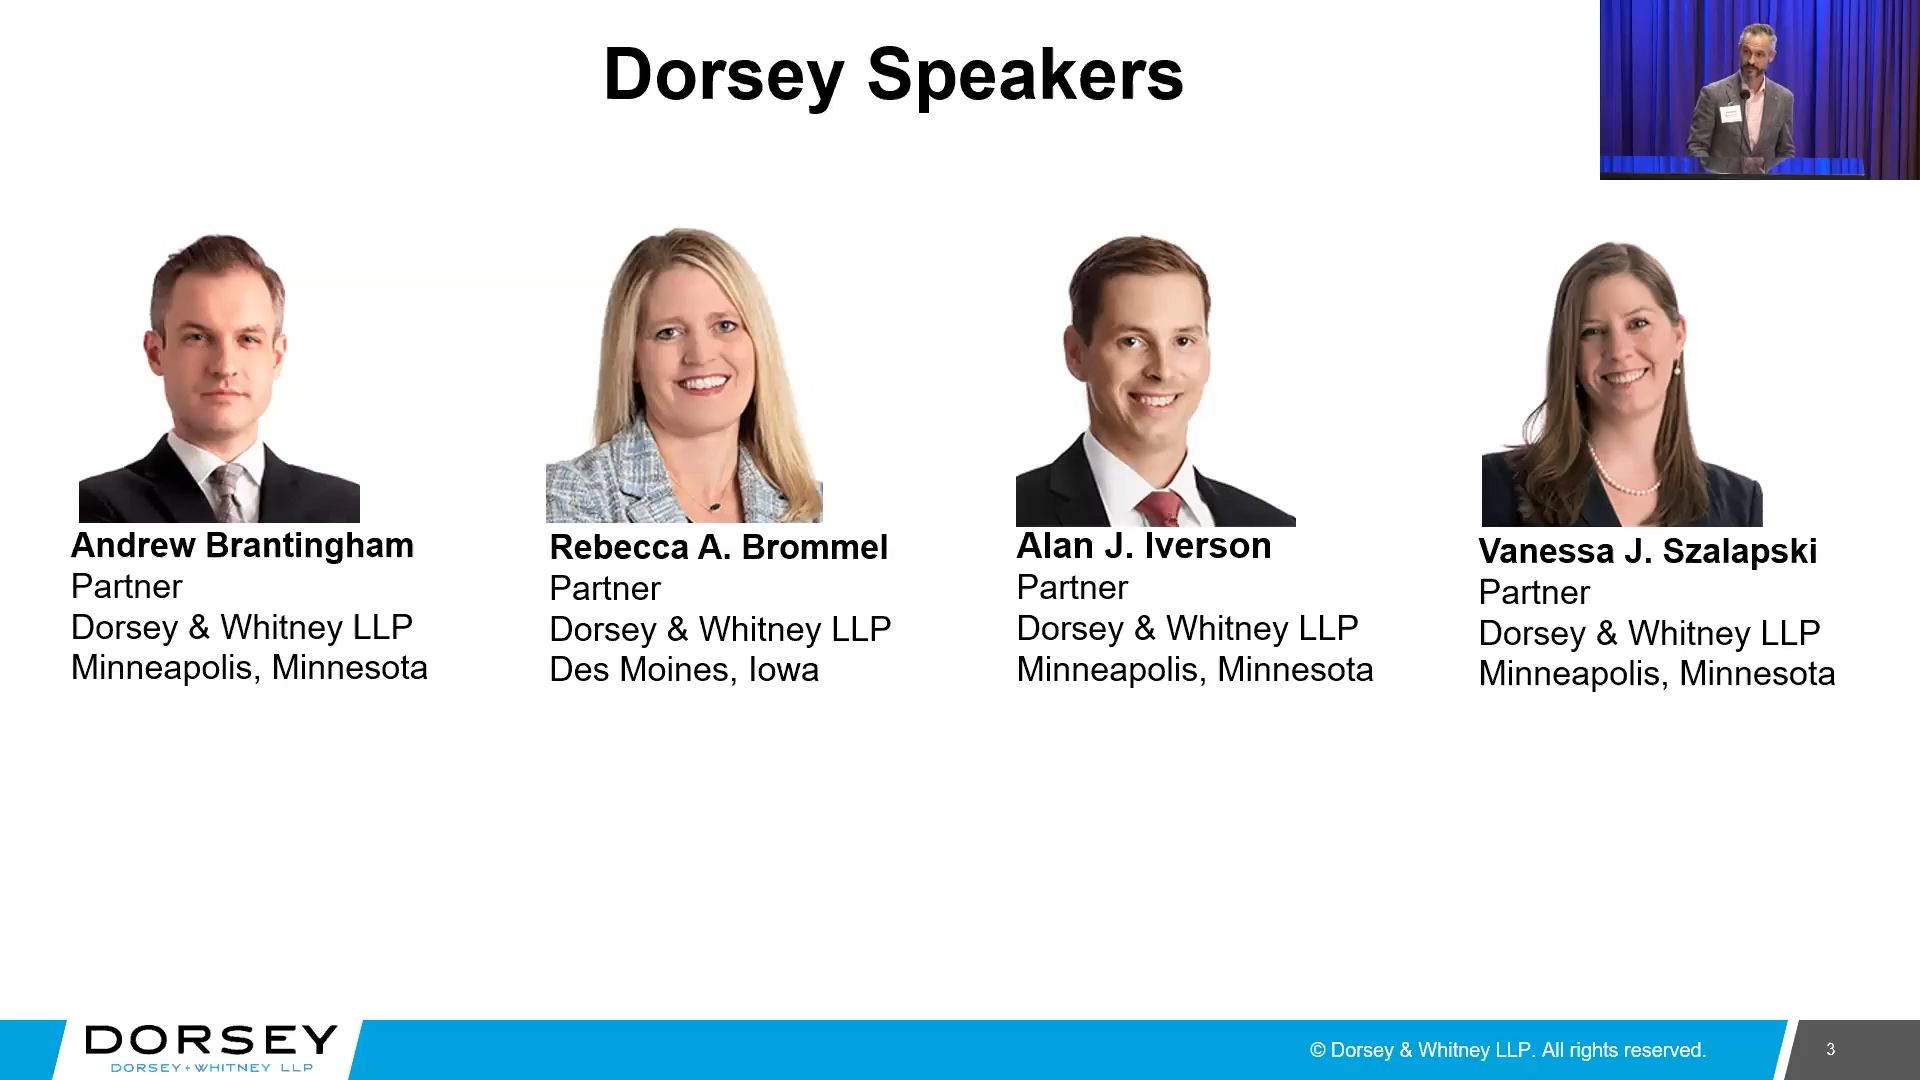 Dorsey Speakers
Andrew Brantingham
Partner
Dorsey & Whitney LLP
Minneapolis, Minnesota
Rebecca A. Brommel
Partner
Dorsey & Whitney LLP
Des Moines, Iowa
Alan J. Iverson
Partner
Dorsey & Whitney LLP
Minneapolis, Minnesota
Vanessa J. Szalapski
Partner
Dorsey & Whitney LLP
Minneapolis, Minnesota
DORSEY
DORSEY + WHITNEY LLP
© Dorsey & Whitney LLP. All rights reserved.
3